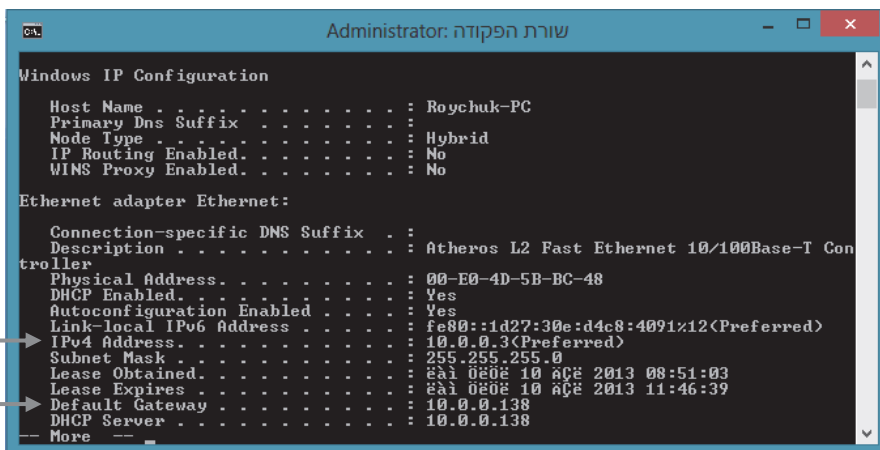 Administrator: שורת הפקודה
Windows IP Configuration
Host Name . . . . . . . . . . . . : Roychuk-PC
Primary Dns Suffix . . . . . . . :
Node Type . . . . . . . . . . . . : Hybrid
IP Routing Enabled. . . . . . . . : No
WINS Proxy Enabled. . . . . . . . : No
Ethernet adapter Ethernet:
Connection-specific DNS Suffix . :
Description . . . . . . . . . . . : Atheros L2 Fast Ethernet 10/100Base-T Con
troller
Physical Address. . . . . . . . . : 00-E0-4D-5B-BC-48
DHCP Enabled. . . . . . . . . . . : Yes
Autoconfiguration Enabled . . . . : Yes
Link-local IPv6 Address . . . . . : fe80::1d27:30e:d4c8:4091%12(Preferred)
IPv4 Address. . . . . . . . . . . : 10.0.0.3(Preferred)
Subnet Mask . . . . . . . . . . . : 255.255.255.0
Lease Obtained. . . . . . . . . . : 10 2013 08:51:03
Lease Expires . . . . . . . . . . : 10 2013 11:46:39
Default Gateway . . . . . . . . . : 10.0.0.138
DHCP Server . . . . . . . . . . . : 10.0.0.138
-- More --